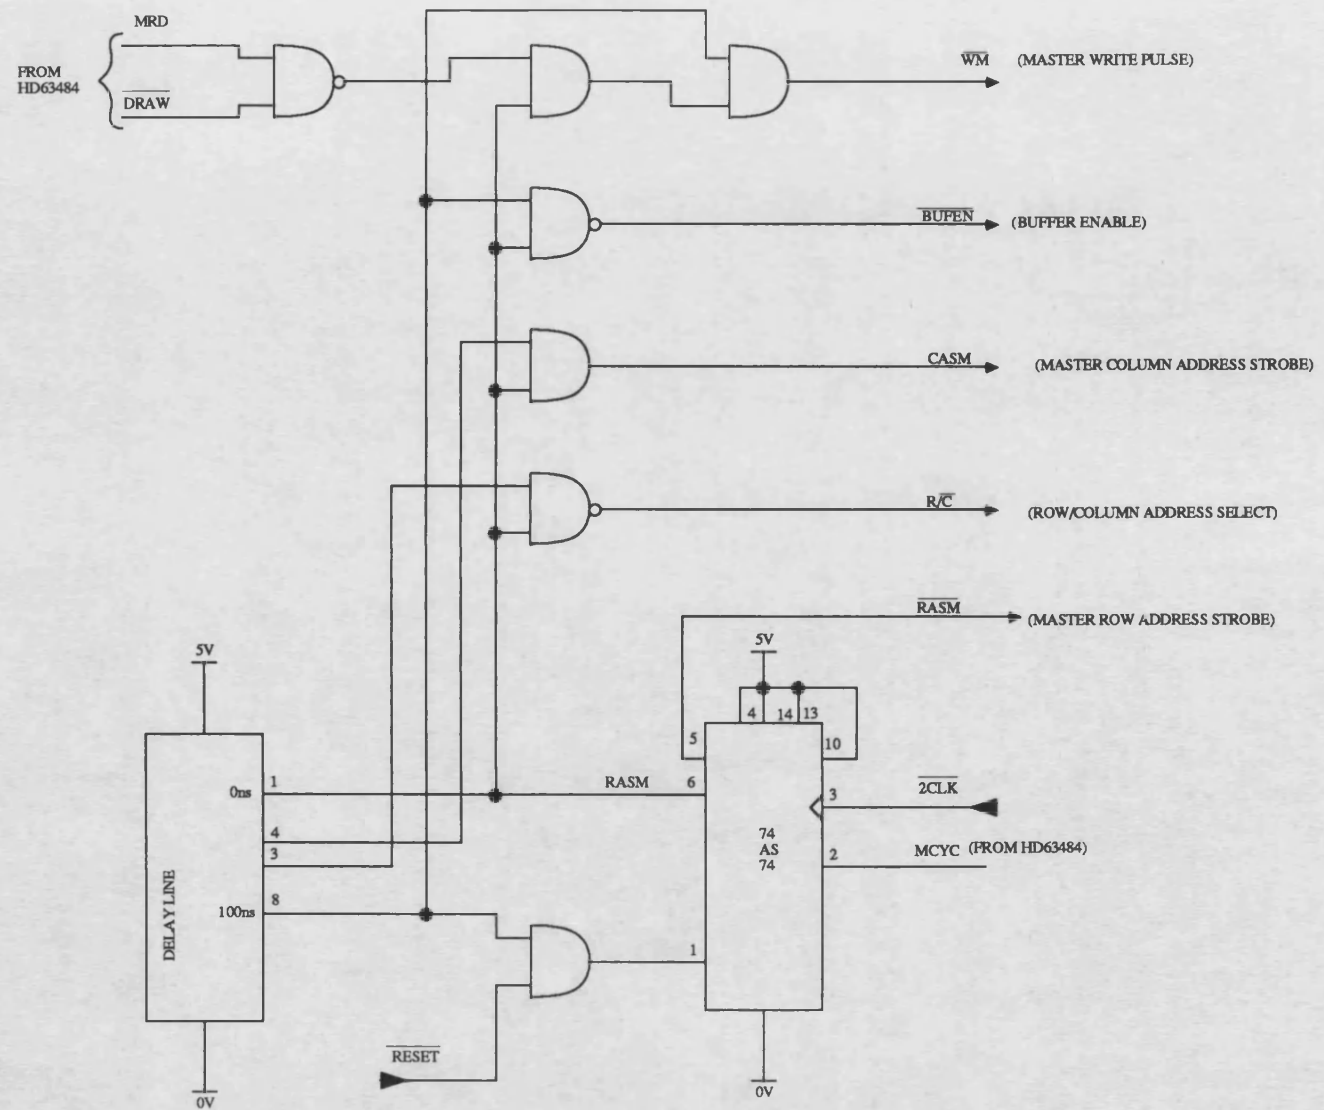 MRD
FROM
HD63484
DRAW
WM (MASTER WRITE PULSE)
BUFEN (BUFFER ENABLE)
CASM (MASTER COLUMN ADDRESS STROBE)
R/C (ROW/COLUMN ADDRESS SELECT)
RASM (MASTER ROW ADDRESS STROBE)
5V
5V
4 14 13
5
10
0ns
1
RASM
6
3
2CLK
4
3
74
AS
74
2
MCYC (FROM HD63484)
DELAY LINE
100ns
8
1
RESET
0V
0V